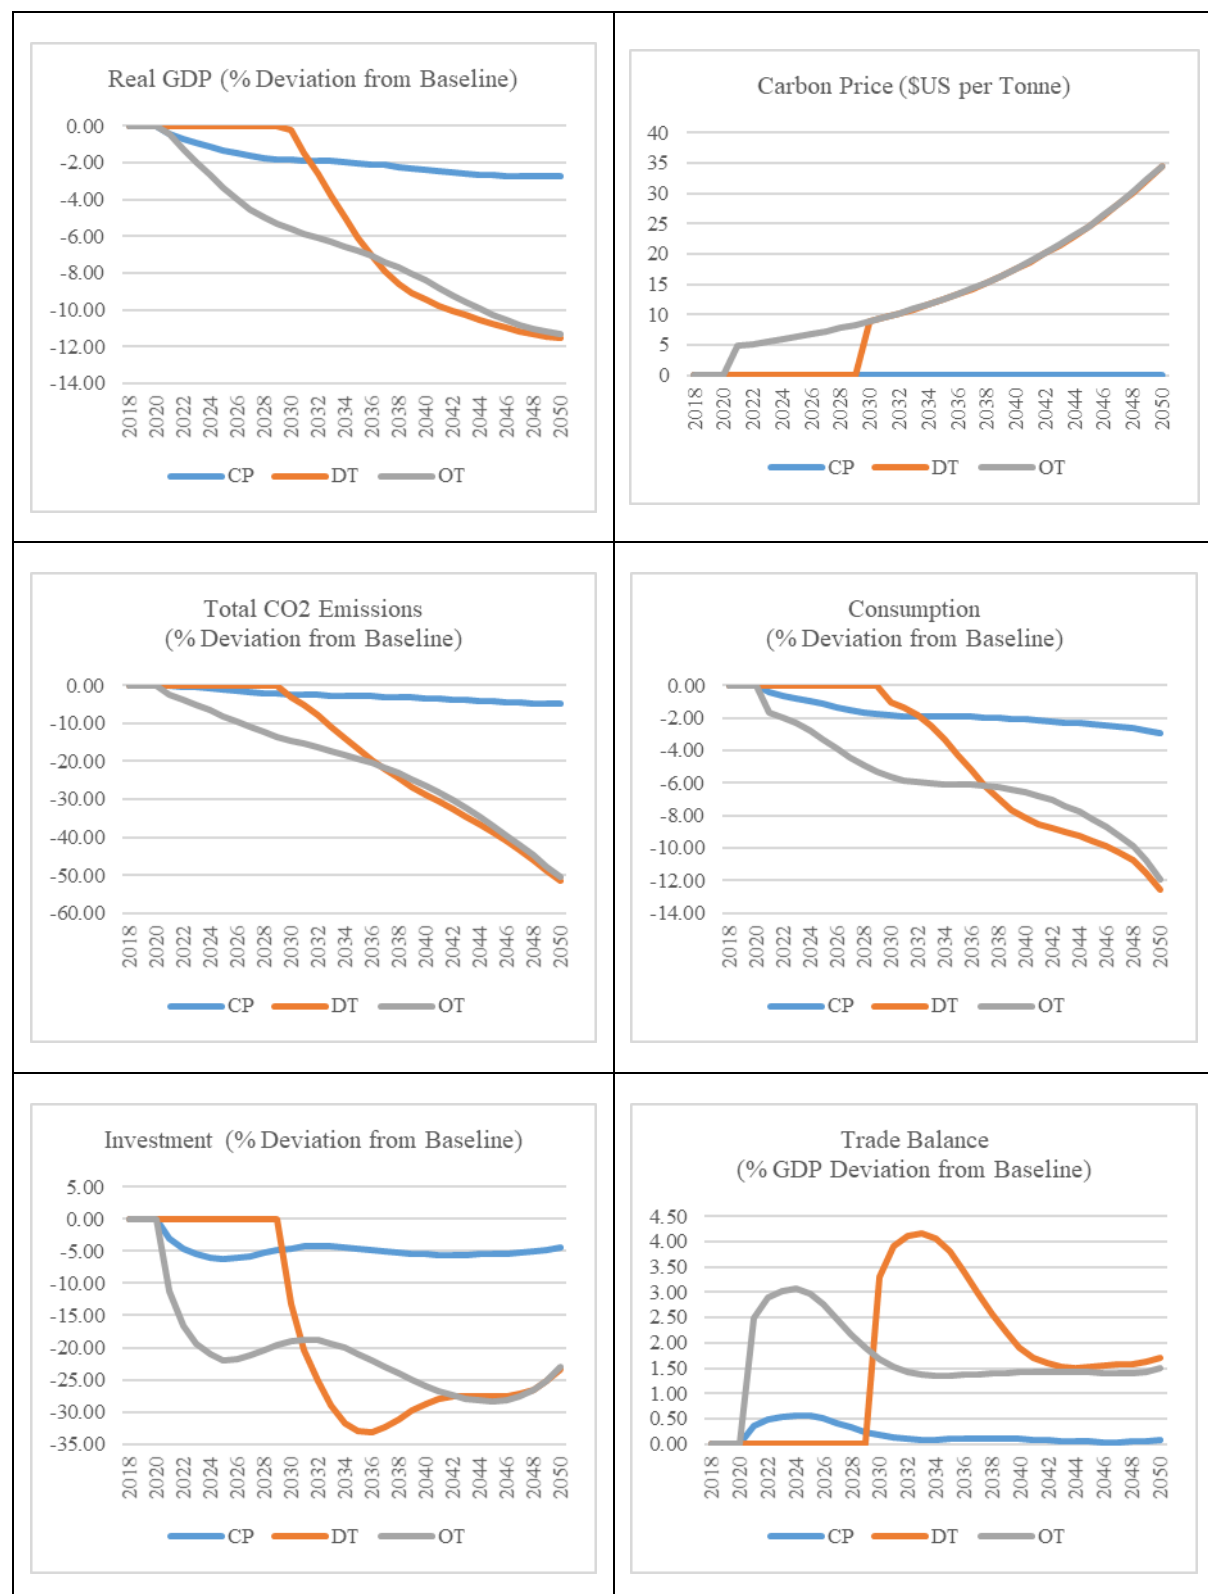 Real GDP (% Deviation from Baseline)
0.00
-2.00
-4.00
-6.00
-8.00
-10.00
-12.00
-14.00
2018 2020 2022 2024 2026 2028 2030 2032 2034 2036 2038 2040 2042 2044 2046 2048 2050
CP DT OT
Carbon Price ($US per Tonne)
40
35
30
25
20
15
10
5
0
2018 2020 2022 2024 2026 2028 2030 2032 2034 2036 2038 2040 2042 2044 2046 2048 2050
CP DT OT
Total CO2 Emissions
(% Deviation from Baseline)
0.00
-10.00
-20.00
-30.00
-40.00
-50.00
-60.00
2018 2020 2022 2024 2026 2028 2030 2032 2034 2036 2038 2040 2042 2044 2046 2048 2050
CP DT OT
Consumption
(% Deviation from Baseline)
0.00
-2.00
-4.00
-6.00
-8.00
-10.00
-12.00
-14.00
2018 2020 2022 2024 2026 2028 2030 2032 2034 2036 2038 2040 2042 2044 2046 2048 2050
CP DT OT
Investment (% Deviation from Baseline)
5.00
0.00
-5.00
-10.00
-15.00
-20.00
-25.00
-30.00
-35.00
2018 2020 2022 2024 2026 2028 2030 2032 2034 2036 2038 2040 2042 2044 2046 2048 2050
CP DT OT
Trade Balance
(% GDP Deviation from Baseline)
4.50
4.00
3.50
3.00
2.50
2.00
1.50
1.00
0.50
0.00
2018 2020 2022 2024 2026 2028 2030 2032 2034 2036 2038 2040 2042 2044 2046 2048 2050
CP DT OT